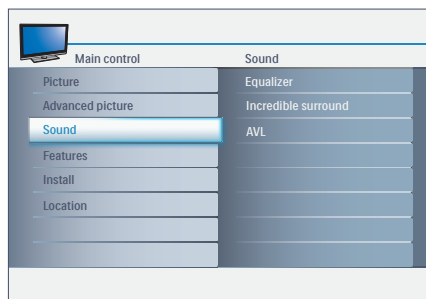 Main control
Sound
Picture
Equalizer
Advanced picture
Incredible surround
Sound
AVL
Features
Install
Location